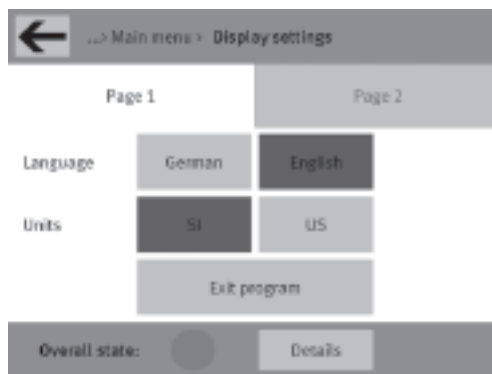 ...> Main menu > Display settings
Page 1 Page 2
Language German English
Units SI US
Exit program
Overall state: Details